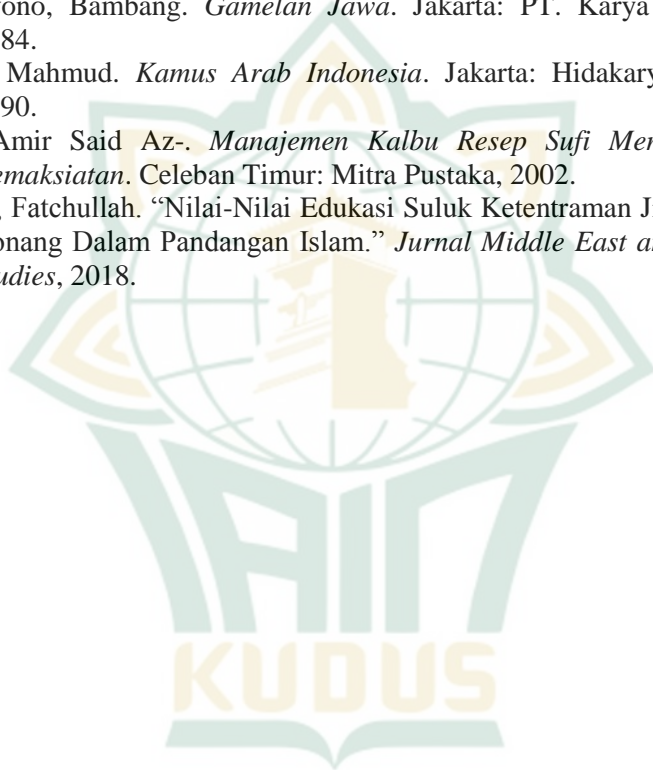 ono, Bambang. Gamelan Jawa. Jakarta: PT. Karya
84.
Mahmud. Kamus Arab Indonesia. Jakarta: Hidakary
90.
Amir Said Az-. Manajemen Kalbu Resep Sufi Mer
emaksiatan. Celeban Timur: Mitra Pustaka, 2002.
, Fatchullah. “Nilai-Nilai Edukasi Suluk Ketentraman J
onang Dalam Pandangan Islam.” Jurnal Middle East a
udies, 2018.
IAIN
KUDUS